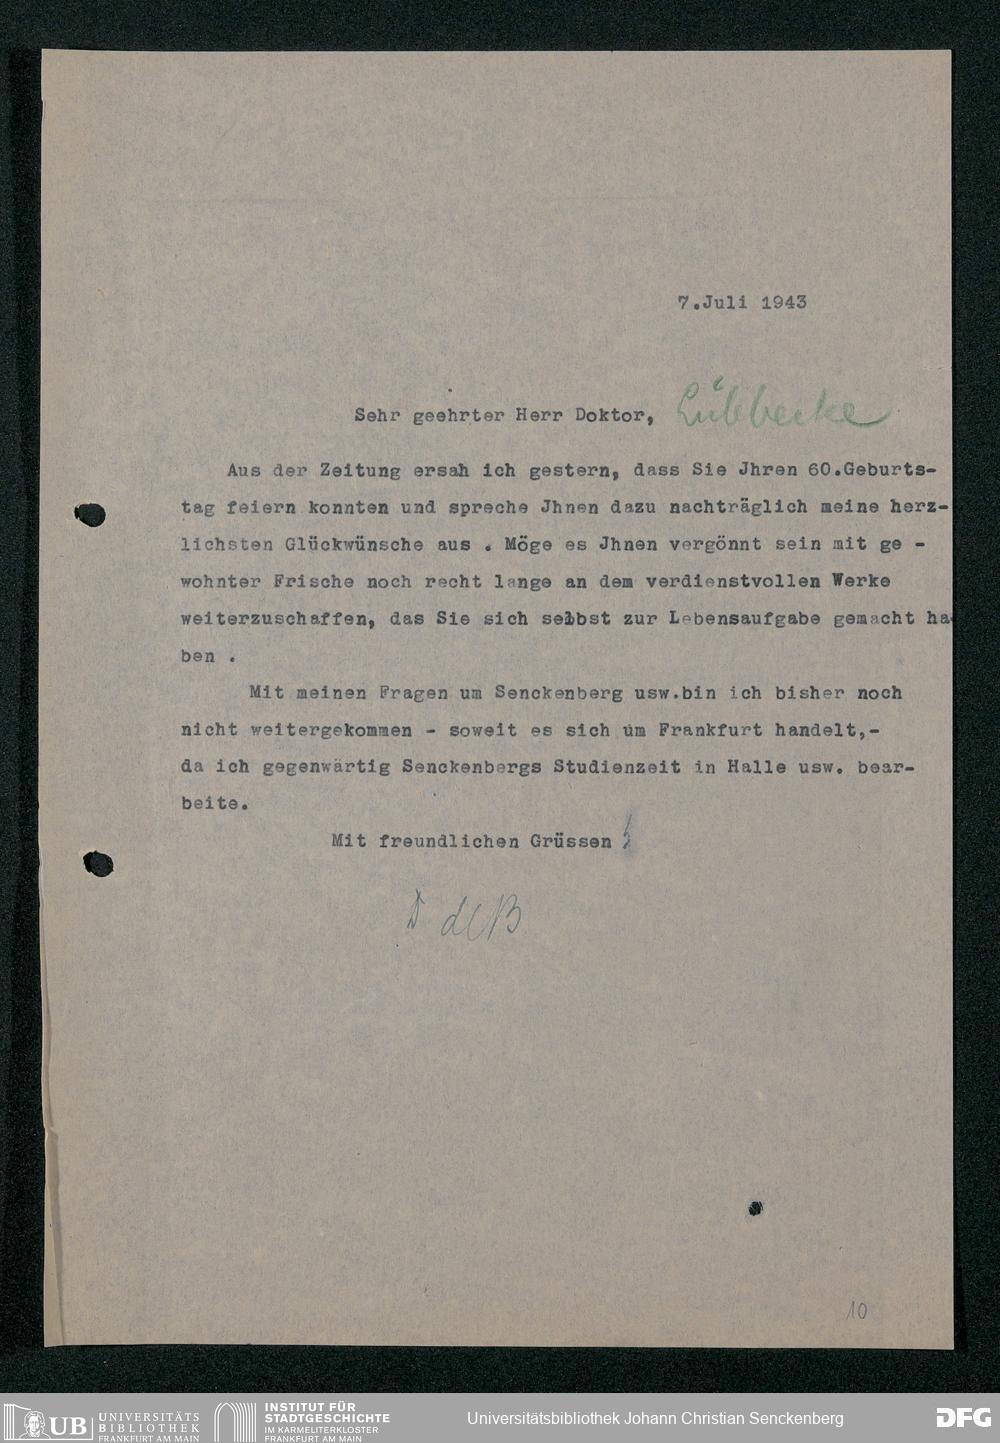 7.Juli 1943
Sehr geehrter Herr Doktor, Lübbecke
Aus der Zeitung ersah ich gestern, dass Sie Jhren 60.Geburts-
tag feiern konnten und spreche Jhnen dazu nachträglich meine herz-
lichsten Glückwünsche aus . Möge es Jhnen vergönnt sein mit ge -
wohnter Frische noch recht lange an dem verdienstvollen Werke
weiterzuschaffen, das Sie sich selbst zur Lebensaufgabe gemacht ha
ben .
Mit meinen Fragen um Senckenberg usw.bin ich bisher noch
nicht weitergekommen - soweit es sich um Frankfurt handelt,-
da ich gegenwärtig Senckenbergs Studienzeit in Halle usw. bear-
beite.
Mit freundlichen Grüssen
10
UB UNIVERSITÄTS
BIBLIOTHEK
FRANKFURT AM MAIN
INSTITUT FÜR
STADTGESCHICHTE
IM KARMELITERKLOSTER
FRANKFURT AM MAIN
Universitätsbibliothek Johann Christian Senckenberg
DFG